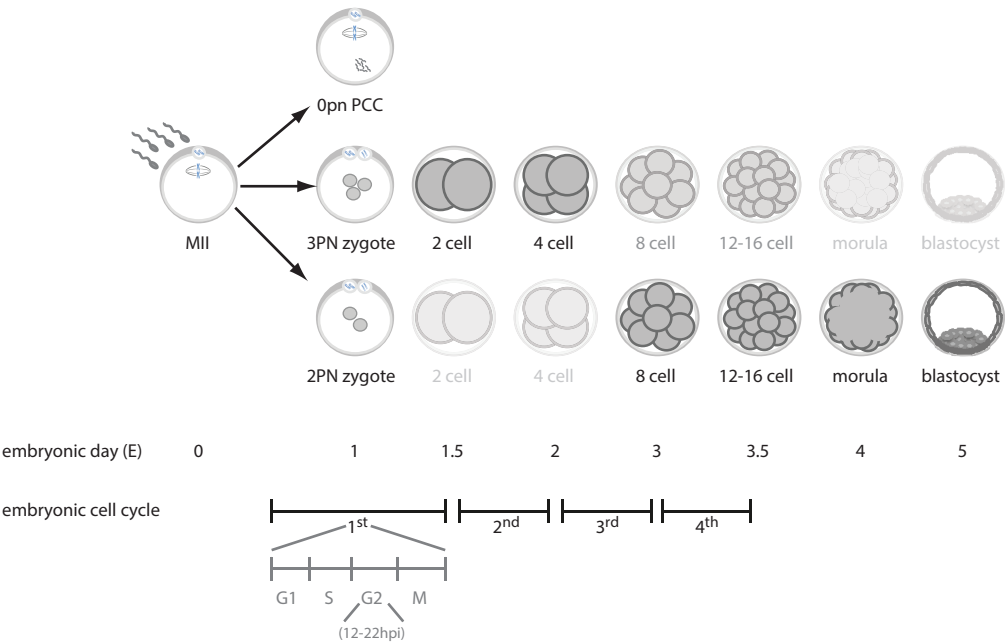 0pn PCC
MII 3PN zygote 2 cell 4 cell 8 cell 12-16 cell morula blastocyst
2PN zygote 2 cell 4 cell 8 cell 12-16 cell morula blastocyst
embryonic day (E) 0 1 1.5 2 3 3.5 4 5
embryonic cell cycle
1st 2nd 3rd 4th
G1 S G2 M
(12-22hpi)